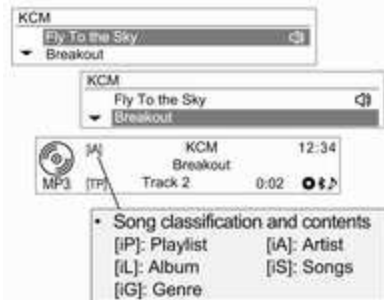 KCM
Fly To the Sky
Breakout
KCM
Fly To the Sky
Breakout
[iA] KCM 12:34
Breakout
MP3 [TP] Track 2 0:02
• Song classification and contents
[iP]: Playlist [iA]: Artist
[iL]: Album [iS]: Songs
[iG]: Genre